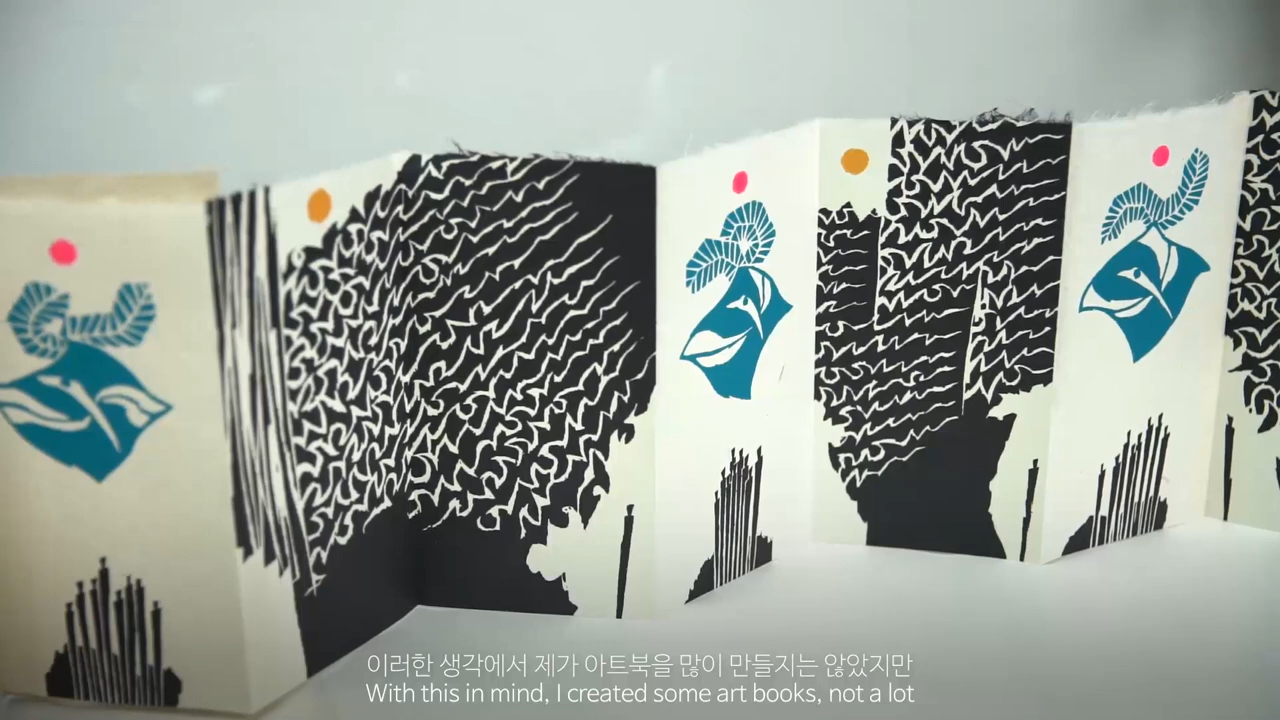 이러한 생각에서 제가 아트북을 많이 만들지는 않았지만
With this in mind, I created some art books, not a lot